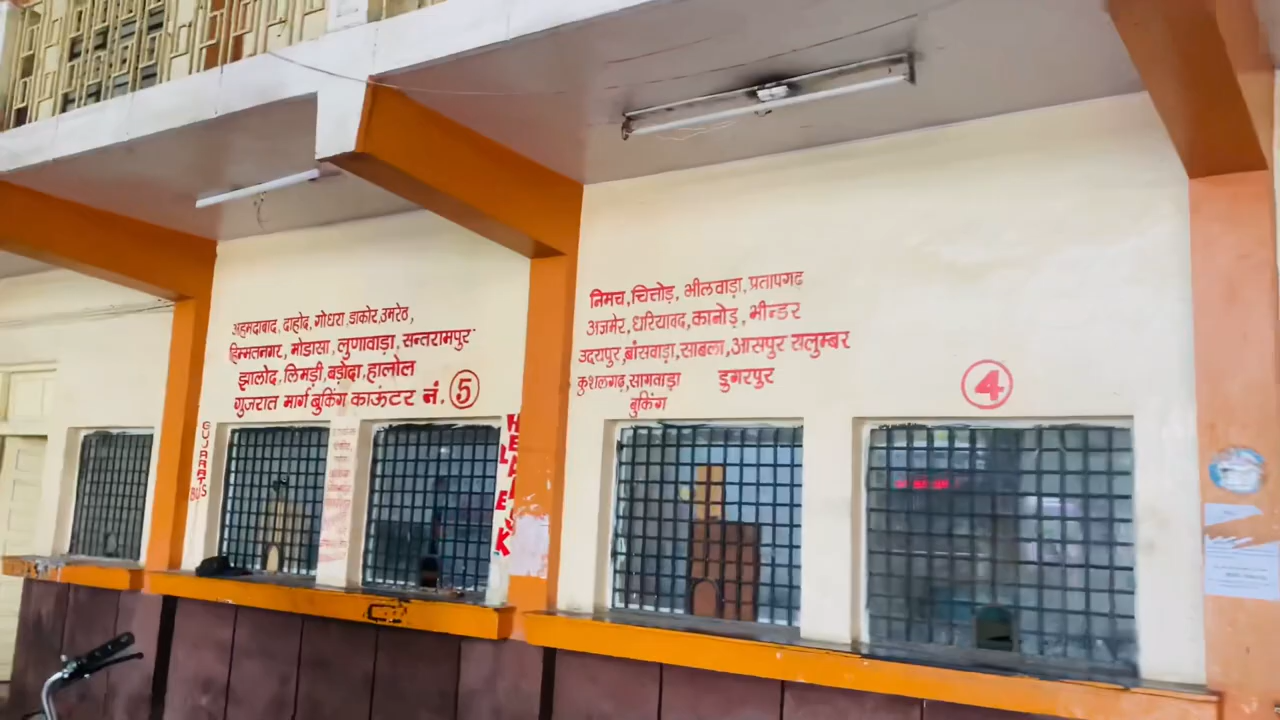 अहमदाबाद, दाहोद, गोधरा, डाकोर, उमरेठ,
हिम्मतनगर, मोडासा, लुणावाड़ा, सन्तरामपुर
झालोद, लिमड़ी, बड़ोदा, हालोल
गुजरात मार्ग बुकिंग काऊंटर नं. 5
GUJARAT
BUS
निमच, चित्तोड़, भीलवाड़ा, प्रतापगढ़
अजमेर, धरियावद, कानोड़, भीन्डर
उदयपुर, बांसवाड़ा, साबला, आसपुर सलुम्बर
कुशलगढ़, सागवाड़ा डुगरपुर
बुकिंग
4